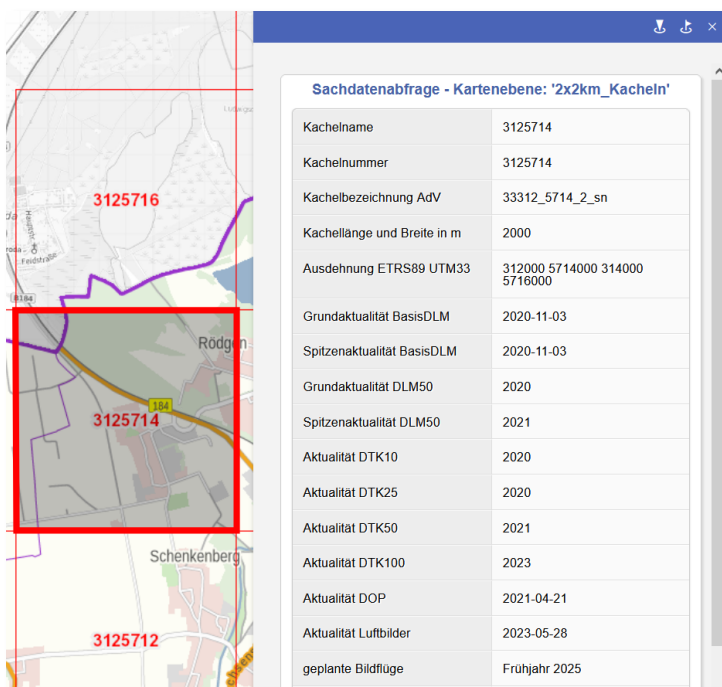 3125716
B184
Rödgen
184
3125714
Schenkenberg
3125712
Sachdatenabfrage - Kartenebene: '2x2km_Kacheln'
Kachelname 3125714
Kachelnummer 3125714
Kachelbezeichnung AdV 33312_5714_2_sn
Kachellänge und Breite in m 2000
Ausdehnung ETRS89 UTM33 312000 5714000 314000
5716000
Grundaktualität BasisDLM 2020-11-03
Spitzenaktualität BasisDLM 2020-11-03
Grundaktualität DLM50 2020
Spitzenaktualität DLM50 2021
Aktualität DTK10 2020
Aktualität DTK25 2020
Aktualität DTK50 2021
Aktualität DTK100 2023
Aktualität DOP 2021-04-21
Aktualität Luftbilder 2023-05-28
geplante Bildflüge Frühjahr 2025